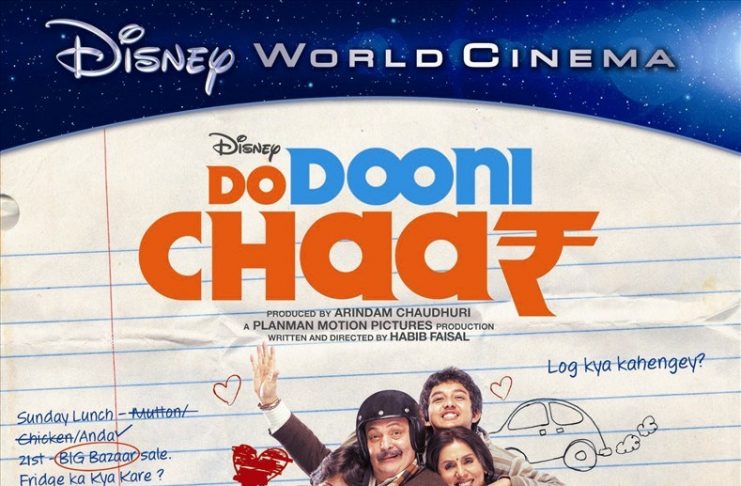 Disney WORLD CINEMA
Disney
DO DOONI
CHAA₹
PRODUCED BY ARINDAM CHAUDHURI
A PLANMAN MOTION PICTURES PRODUCTION
WRITTEN AND DIRECTED BY HABIB FAISAL
Log kya kahengey?
Sunday Lunch - Mutton/
Chicken/Anda
21st - BIG Bazaar sale.
Fridge ka Kya Kare ?